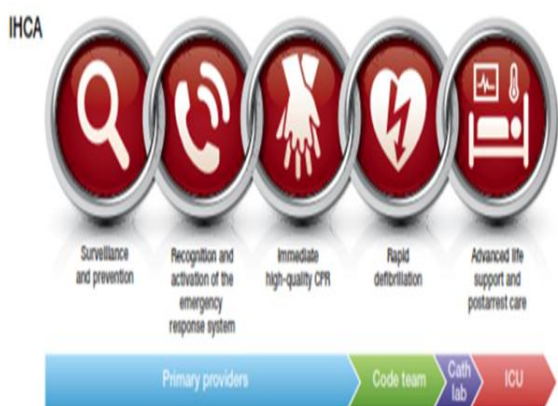 IHCA
Surveillance
and prevention
Recognition and
activation of the
emergency
response system
Immediate
high-quality CPR
Rapid
defibrillation
Advanced life
support and
postarrest care
Primary providers
Code team
Cath
lab
ICU